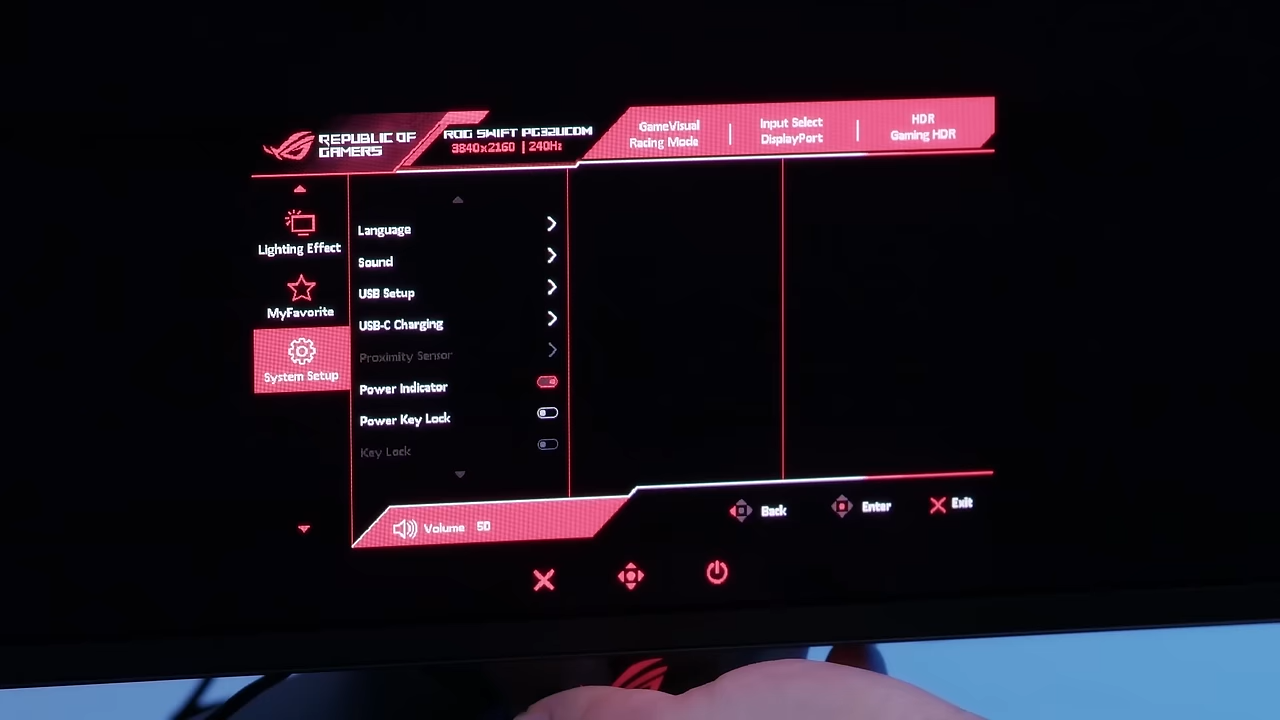 REPUBLIC OF
GAMERS
ROG SWIFT PG32UCDM
3840x2160 | 240Hz
GameVisual
Racing Mode
Input Select
DisplayPort
HDR
Gaming HDR
Lighting Effect
MyFavorite
System Setup
Language
Sound
USB Setup
USB-C Charging
Proximity Sensor
Power Indicator
Power Key Lock
Key Lock
Volume 50
Back
Enter
Exit